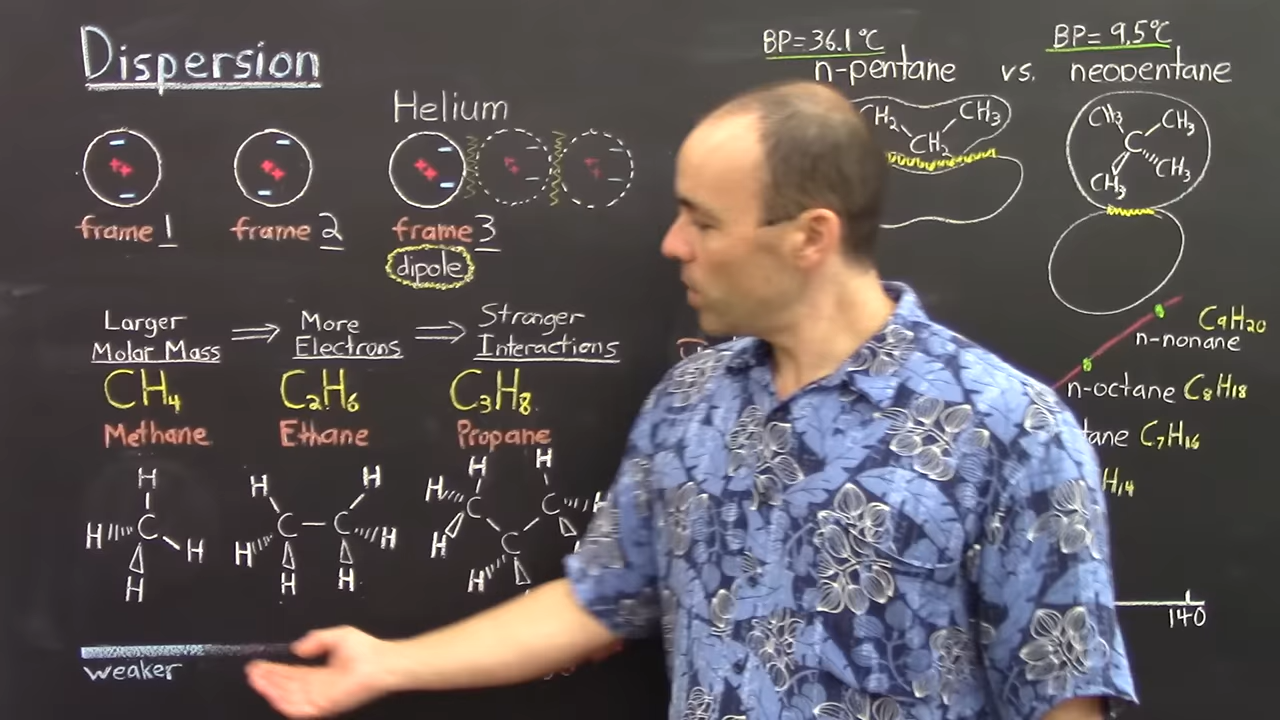 Dispersion
Helium
frame 1
frame 2
frame 3
dipole
Larger
Molar Mass
More
Electrons
Stronger
Interactions
CH₄
C₂H₆
C₃H₈
Methane
Ethane
Propane
H
H C H
H
H H
C C
H H
H H
H H
H C C H
H C
H
weaker
BP=36.1°C
BP=9.5°C
n-pentane vs. neopentane
H₂ CH₃
CH₂
CH₃ CH₃
C
CH₃ CH₃
C₉H₂₀
n-nonane
n-octane C₈H₁₈
tane C₇H₁₆
H₁₄
140